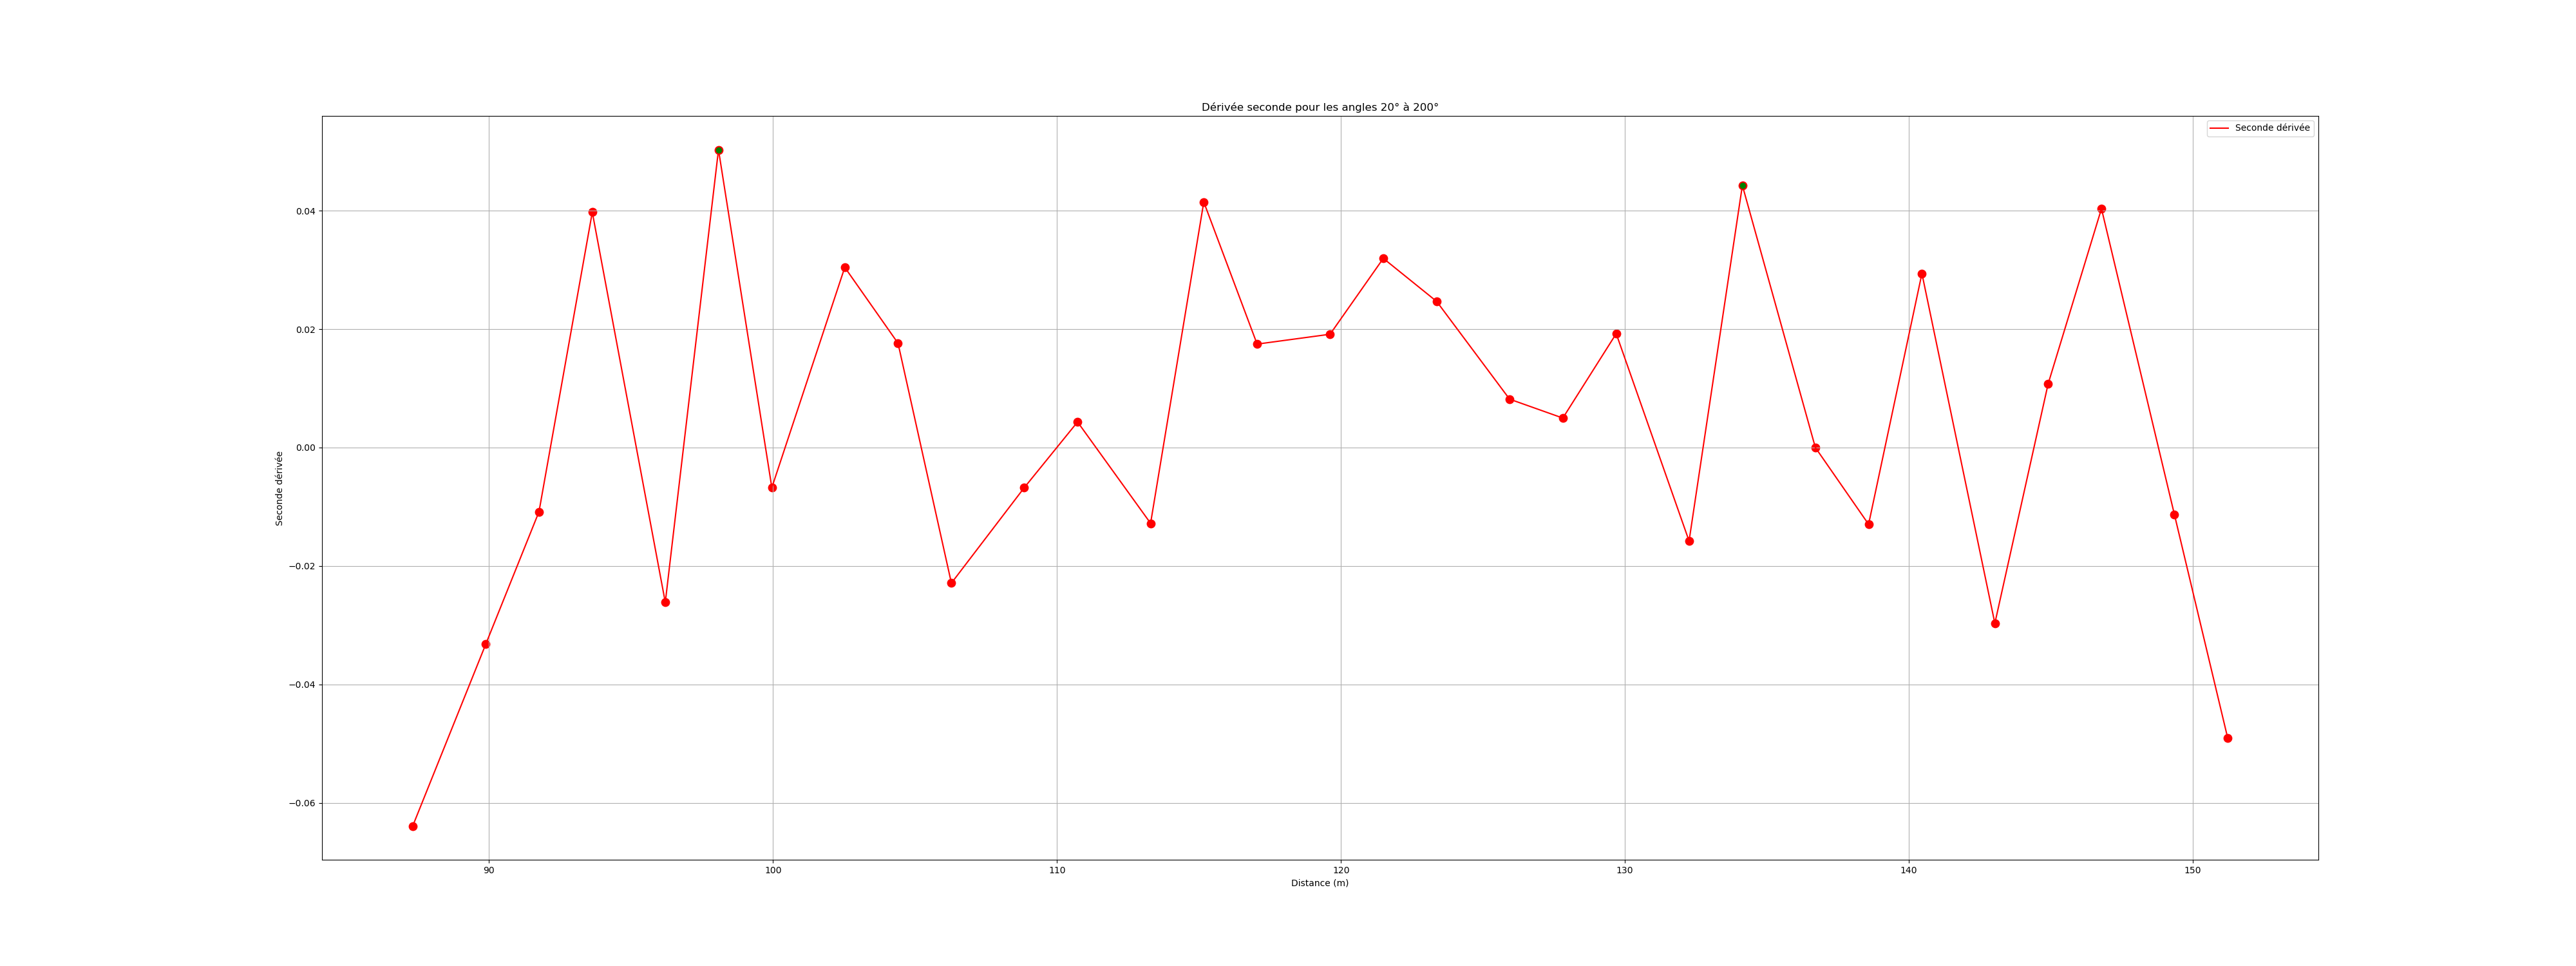 Dérivée seconde pour les angles 20° à 200°
Seconde dérivée
0.04
0.02
0.00
−0.02
−0.04
−0.06
Seconde dérivée
90 100 110 120 130 140 150
Distance (m)